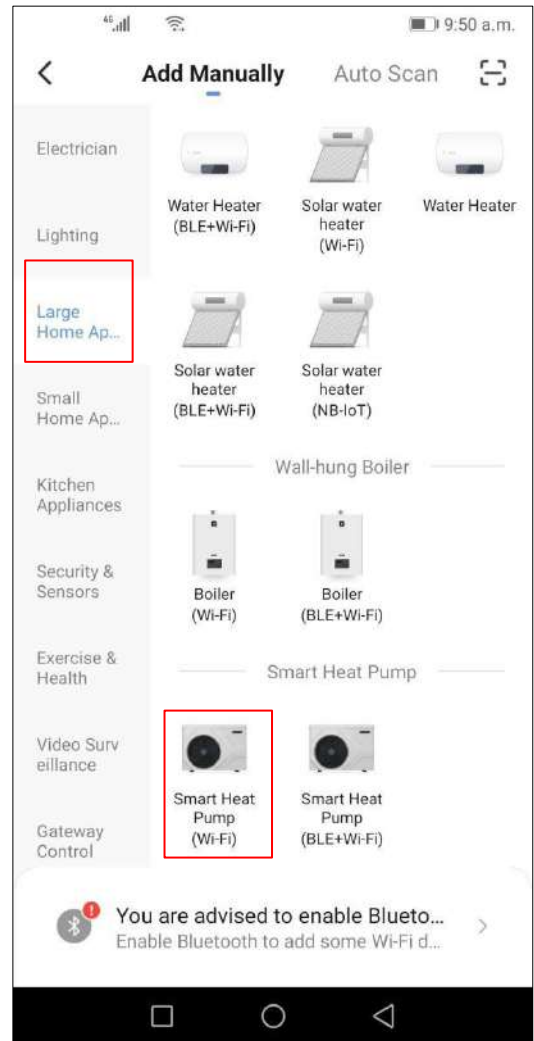 4G 9:50 a.m.
Add Manually Auto Scan
Electrician
Lighting
Large
Home Ap...
Small
Home Ap...
Kitchen
Appliances
Security &
Sensors
Exercise &
Health
Video Surv
eillance
Gateway
Control
Water Heater
(BLE+Wi-Fi)
Solar water
heater
(Wi-Fi)
Water Heater
Solar water
heater
(BLE+Wi-Fi)
Solar water
heater
(NB-IoT)
Wall-hung Boiler
Boiler
(Wi-Fi)
Boiler
(BLE+Wi-Fi)
Smart Heat Pump
Smart Heat
Pump
(Wi-Fi)
Smart Heat
Pump
(BLE+Wi-Fi)
You are advised to enable Blueto...
Enable Bluetooth to add some Wi-Fi d...